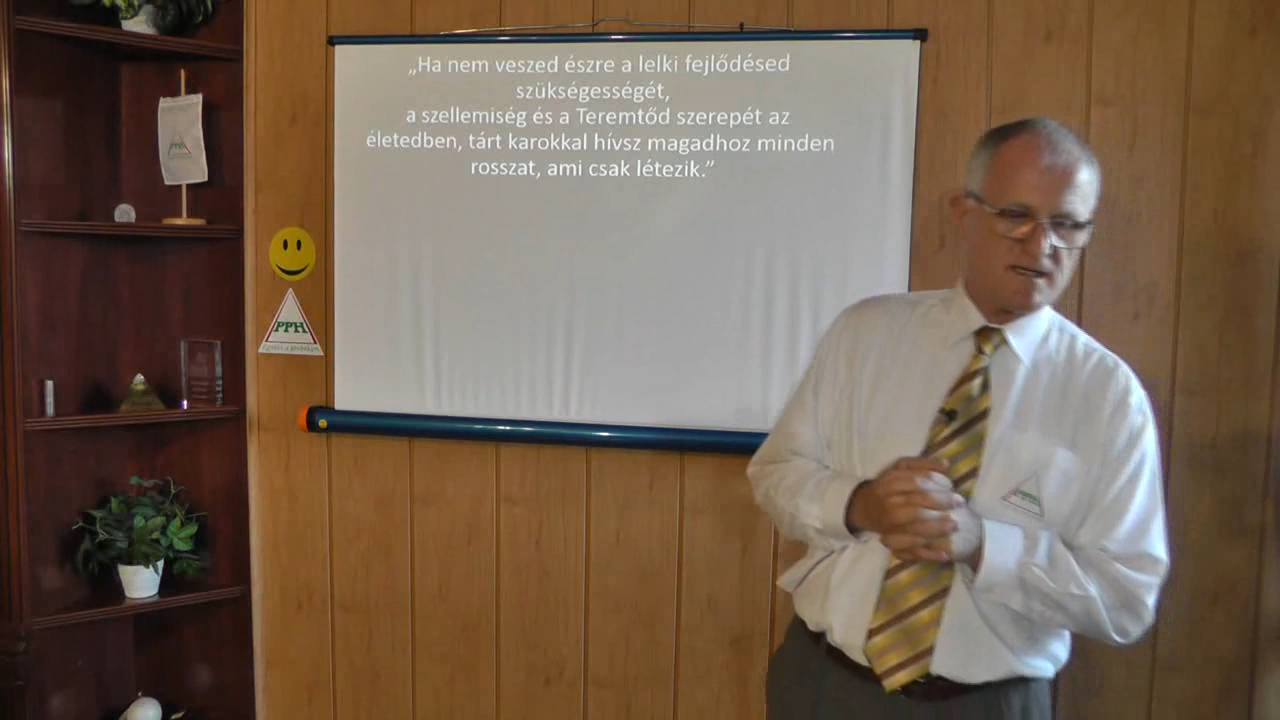 „Ha nem veszed észre a lelki fejlődésed
szükségességét,
a szellemiség és a Teremtőd szerepét az
életedben, tárt karokkal hívsz magadhoz minden
rosszat, ami csak létezik.”
PPH